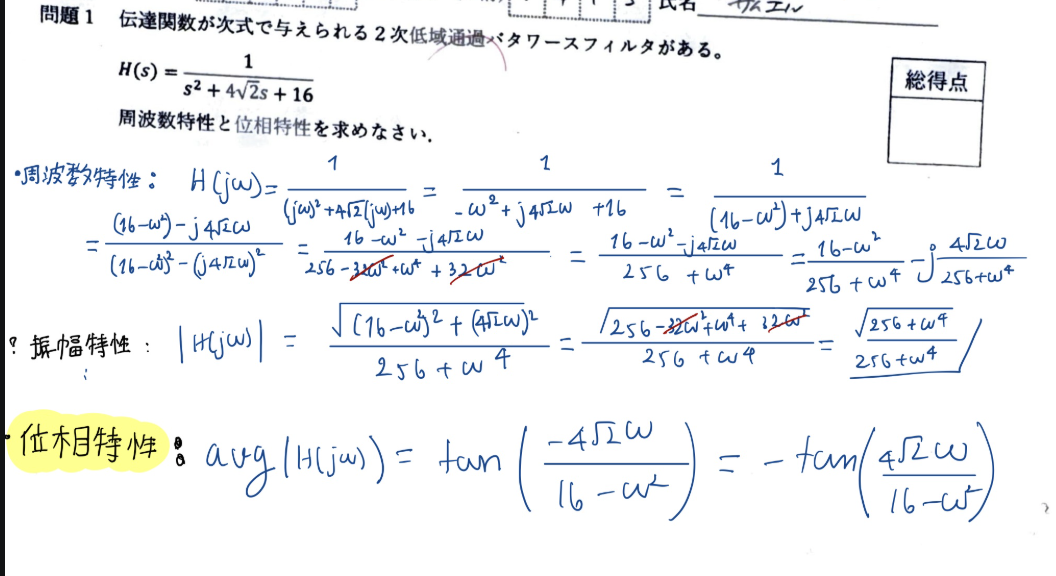 氏名 サムエル
問題1 伝達関数が次式で与えられる2次低域通過バタワースフィルタがある。
H(s) = 1 / (s² + 4√2s + 16)
総得点
周波数特性と位相特性を求めなさい.
・周波数特性: H(jω) = 1 / ((jω)² + 4√2(jω) + 16) = 1 / (-ω² + j4√2ω + 16) = 1 / ((16-ω²) + j4√2ω)
= ((16-ω²) - j4√2ω) / ((16-ω²)² - (j4√2ω)²) = (16-ω² - j4√2ω) / (256 - 32ω² + ω⁴ + 32ω²) = (16-ω² - j4√2ω) / (256 + ω⁴) = (16-ω²) / (256 + ω⁴) - j 4√2ω / (256+ω⁴)
? 振幅特性: |H(jω)| = √((16-ω²)² + (4√2ω)²) / (256 + ω⁴) = √(256 - 32ω² + ω⁴ + 32ω²) / (256 + ω⁴) = √(256 + ω⁴) / (256+ω⁴)
・位相特性: avg(H(jω)) = tan(-4√2ω / (16-ω²)) = -tan(4√2ω / (16-ω²))